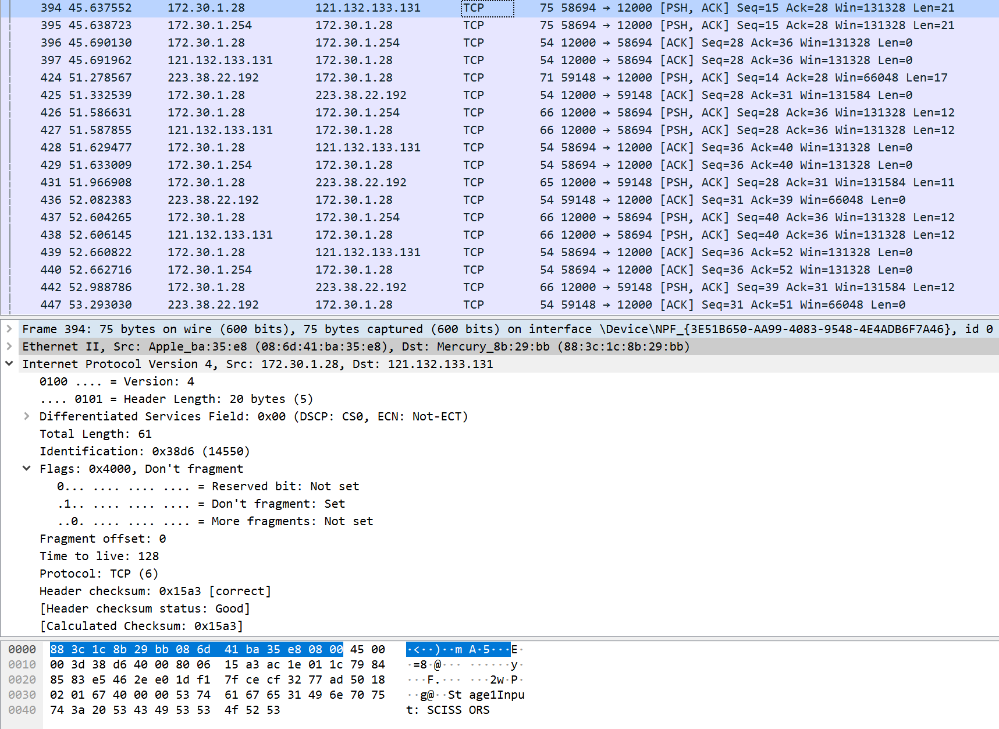 394 45.637552 172.30.1.28 121.132.133.131 TCP 75 58694 → 12000 [PSH, ACK] Seq=15 Ack=28 Win=131328 Len=21
395 45.638723 172.30.1.254 172.30.1.28 TCP 75 58694 → 12000 [PSH, ACK] Seq=15 Ack=28 Win=131328 Len=21
396 45.690130 172.30.1.28 172.30.1.254 TCP 54 12000 → 58694 [ACK] Seq=28 Ack=36 Win=131328 Len=0
397 45.691962 121.132.133.131 172.30.1.28 TCP 54 12000 → 58694 [ACK] Seq=28 Ack=36 Win=131328 Len=0
424 51.278567 223.38.22.192 172.30.1.28 TCP 71 59148 → 12000 [PSH, ACK] Seq=14 Ack=28 Win=66048 Len=17
425 51.332539 172.30.1.28 223.38.22.192 TCP 54 12000 → 59148 [ACK] Seq=28 Ack=31 Win=131584 Len=0
426 51.586631 172.30.1.28 172.30.1.254 TCP 66 12000 → 58694 [PSH, ACK] Seq=28 Ack=36 Win=131328 Len=12
427 51.587855 121.132.133.131 172.30.1.28 TCP 66 12000 → 58694 [PSH, ACK] Seq=28 Ack=36 Win=131328 Len=12
428 51.629477 172.30.1.28 121.132.133.131 TCP 54 58694 → 12000 [ACK] Seq=36 Ack=40 Win=131328 Len=0
429 51.633009 172.30.1.254 172.30.1.28 TCP 54 58694 → 12000 [ACK] Seq=36 Ack=40 Win=131328 Len=0
431 51.966908 172.30.1.28 223.38.22.192 TCP 65 12000 → 59148 [PSH, ACK] Seq=28 Ack=31 Win=131584 Len=11
436 52.082383 223.38.22.192 172.30.1.28 TCP 54 59148 → 12000 [ACK] Seq=31 Ack=39 Win=66048 Len=0
437 52.604265 172.30.1.28 172.30.1.254 TCP 66 12000 → 58694 [PSH, ACK] Seq=40 Ack=36 Win=131328 Len=12
438 52.606145 121.132.133.131 172.30.1.28 TCP 66 12000 → 58694 [PSH, ACK] Seq=40 Ack=36 Win=131328 Len=12
439 52.660822 172.30.1.28 121.132.133.131 TCP 54 58694 → 12000 [ACK] Seq=36 Ack=52 Win=131328 Len=0
440 52.662716 172.30.1.254 172.30.1.28 TCP 54 58694 → 12000 [ACK] Seq=36 Ack=52 Win=131328 Len=0
442 52.988786 172.30.1.28 223.38.22.192 TCP 66 12000 → 59148 [PSH, ACK] Seq=39 Ack=31 Win=131584 Len=12
447 53.293030 223.38.22.192 172.30.1.28 TCP 54 59148 → 12000 [ACK] Seq=31 Ack=51 Win=66048 Len=0
Frame 394: 75 bytes on wire (600 bits), 75 bytes captured (600 bits) on interface \Device\NPF_{3E51B650-AA99-4083-9548-4E4ADB6F7A46}, id 0
Ethernet II, Src: Apple_ba:35:e8 (08:6d:41:ba:35:e8), Dst: Mercury_8b:29:bb (88:3c:1c:8b:29:bb)
Internet Protocol Version 4, Src: 172.30.1.28, Dst: 121.132.133.131
0100 .... = Version: 4
.... 0101 = Header Length: 20 bytes (5)
Differentiated Services Field: 0x00 (DSCP: CS0, ECN: Not-ECT)
Total Length: 61
Identification: 0x38d6 (14550)
Flags: 0x4000, Don't fragment
0... .... .... .... = Reserved bit: Not set
.1.. .... .... .... = Don't fragment: Set
..0. .... .... .... = More fragments: Not set
Fragment offset: 0
Time to live: 128
Protocol: TCP (6)
Header checksum: 0x15a3 [correct]
[Header checksum status: Good]
[Calculated Checksum: 0x15a3]
0000 88 3c 1c 8b 29 bb 08 6d 41 ba 35 e8 08 00 45 00 ·<··)··m A·5···E·
0010 00 3d 38 d6 40 00 80 06 15 a3 ac 1e 01 1c 79 84 ·=8·@··· ······y·
0020 85 83 e5 46 2e e0 1d f1 7f ce cf 32 77 ad 50 18 ···F.··· ···2w·P·
0030 02 01 67 40 00 00 53 74 61 67 65 31 49 6e 70 75 ··g@··St age1Inpu
0040 74 3a 20 53 43 49 53 53 4f 52 53 t: SCISS ORS